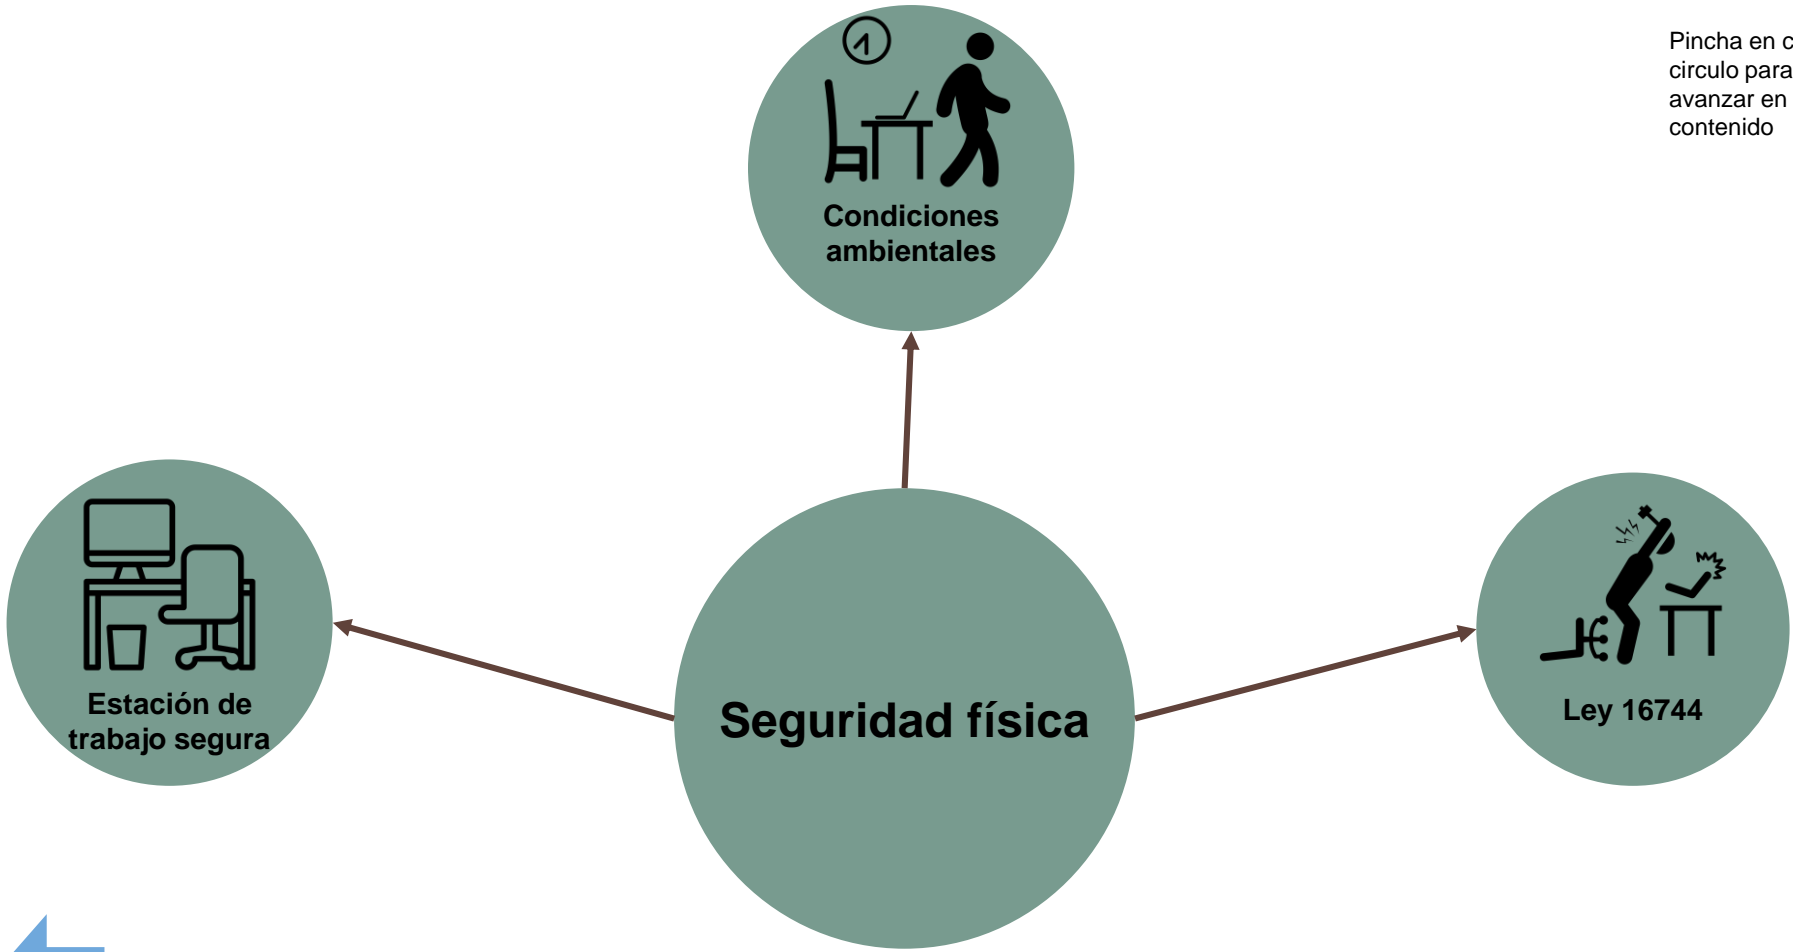 Pincha en
circulo para
avanzar en
contenido
Condiciones
ambientales
Estación de
trabajo segura
Seguridad física
Ley 16744